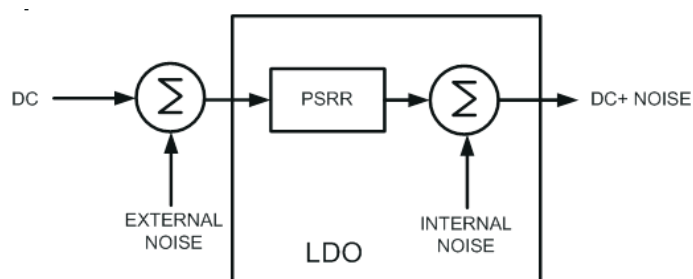 DC
Σ
PSRR
Σ
DC+ NOISE
EXTERNAL
NOISE
INTERNAL
NOISE
LDO